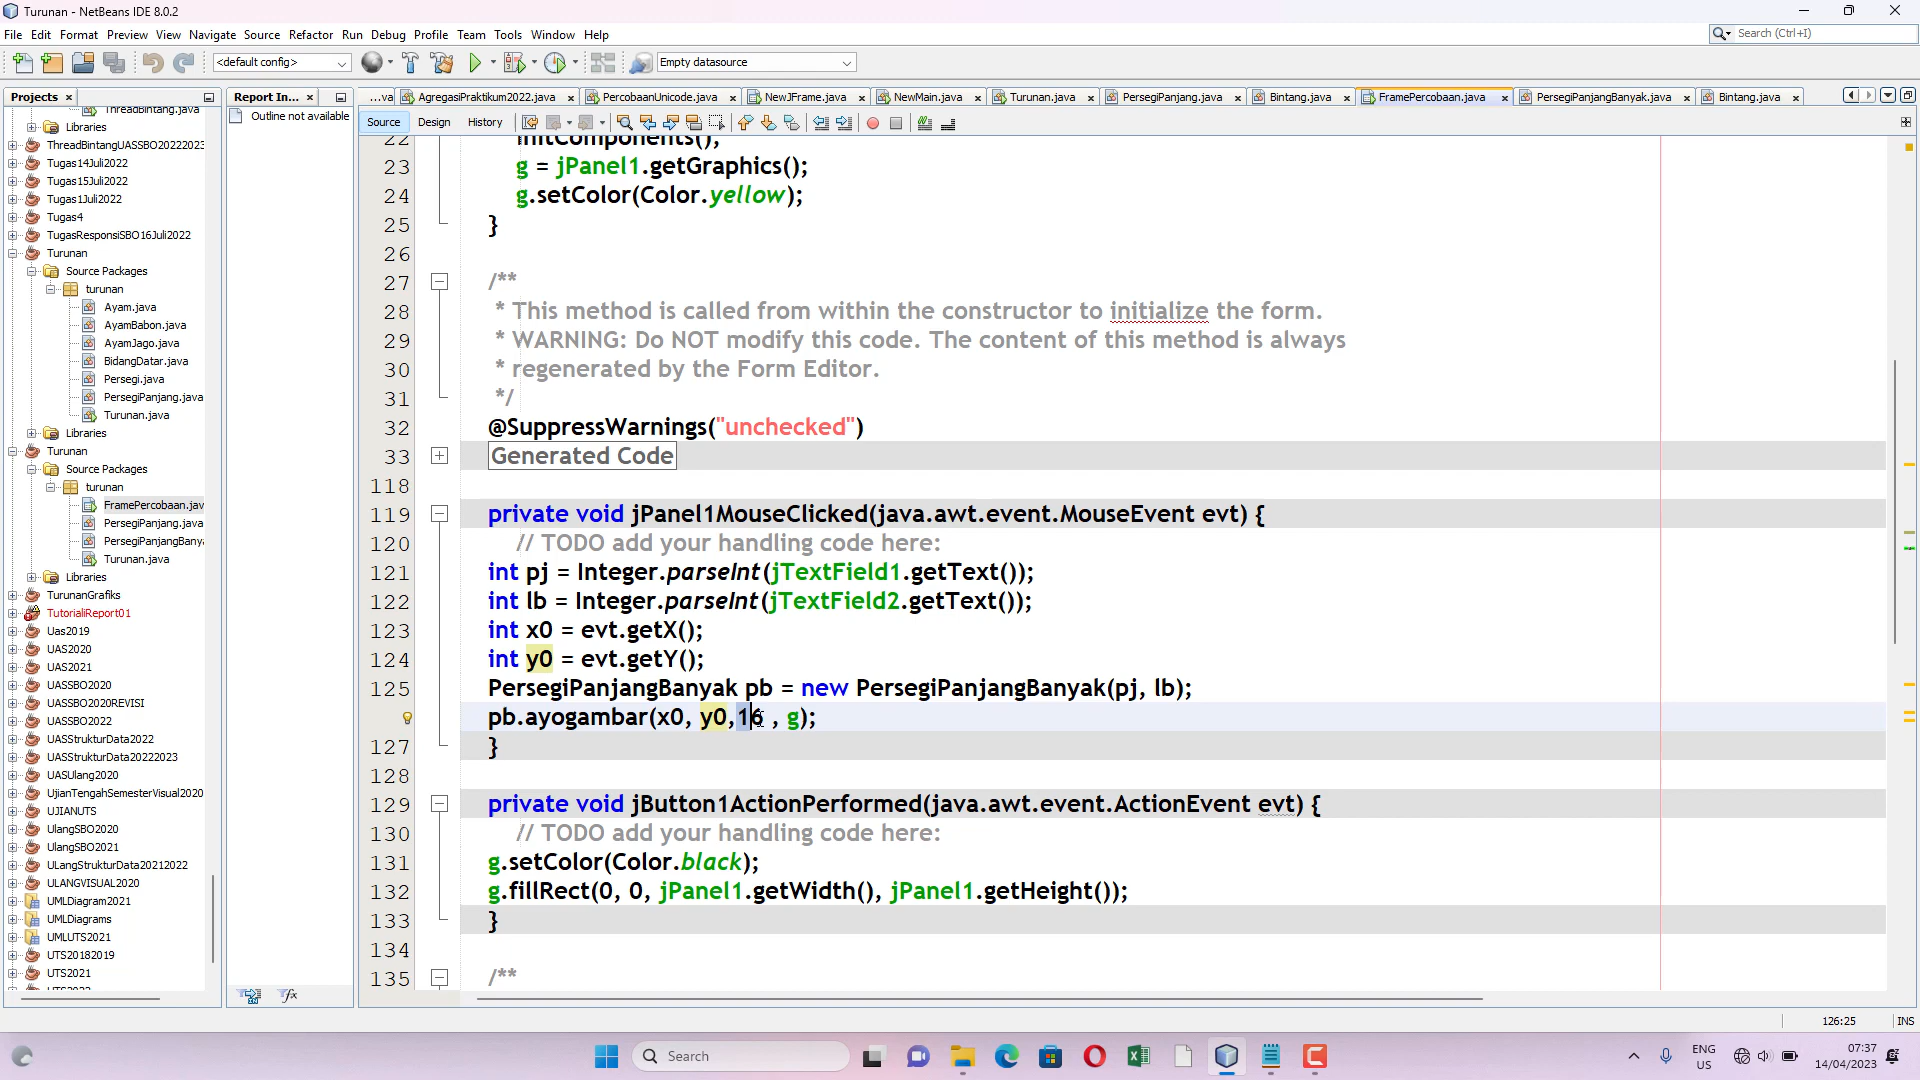 Turunan - NetBeans IDE 8.0.2
File Edit Format Preview View Navigate Source Refactor Run Debug Profile Team Tools Window Help
Search (Ctrl+I)
<default config>
Empty datasource
Projects
Report In...
...va
AgregasiPraktikum2022.java
PercobaanUnicode.java
NewJFrame.java
NewMain.java
Turunan.java
PersegiPanjang.java
Bintang.java
FramePercobaan.java
PersegiPanjangBanyak.java
Bintang.java
Outline not available
Source Design History
ThreadBintang.java
Libraries
ThreadBintangUASSBO20222023
Tugas14Juli2022
Tugas15Juli2022
Tugas1Juli2022
Tugas4
TugasResponsiSBO16Juli2022
Turunan
Source Packages
turunan
Ayam.java
AyamBabon.java
AyamJago.java
BidangDatar.java
Persegi.java
PersegiPanjang.java
Turunan.java
Libraries
Turunan
Source Packages
turunan
FramePercobaan.jav
PersegiPanjang.java
PersegiPanjangBanya
Turunan.java
Libraries
TurunanGrafiks
TutorialiReport01
Uas2019
UAS2020
UAS2021
UASSBO2020
UASSBO2020REVISI
UASSBO2022
UASStrukturData2022
UASStrukturData20222023
UASUlang2020
UjianTengahSemesterVisual2020
UJIANUTS
UlangSBO2020
UlangSBO2021
ULangStrukturData20212022
ULANGVISUAL2020
UMLDiagram2021
UMLDiagrams
UMLUTS2021
UTS20182019
UTS2021
UTS2022
22 initComponents();
23 g = jPanel1.getGraphics();
24 g.setColor(Color.yellow);
25 }
26
27 /**
28 * This method is called from within the constructor to initialize the form.
29 * WARNING: Do NOT modify this code. The content of this method is always
30 * regenerated by the Form Editor.
31 */
32 @SuppressWarnings("unchecked")
33 Generated Code
118
119 private void jPanel1MouseClicked(java.awt.event.MouseEvent evt) {
120 // TODO add your handling code here:
121 int pj = Integer.parseInt(jTextField1.getText());
122 int lb = Integer.parseInt(jTextField2.getText());
123 int x0 = evt.getX();
124 int y0 = evt.getY();
125 PersegiPanjangBanyak pb = new PersegiPanjangBanyak(pj, lb);
pb.ayogambar(x0, y0,16 , g);
127 }
128
129 private void jButton1ActionPerformed(java.awt.event.ActionEvent evt) {
130 // TODO add your handling code here:
131 g.setColor(Color.black);
132 g.fillRect(0, 0, jPanel1.getWidth(), jPanel1.getHeight());
133 }
134
135 /**
126:25 INS
Search
ENG
US
07:37
14/04/2023